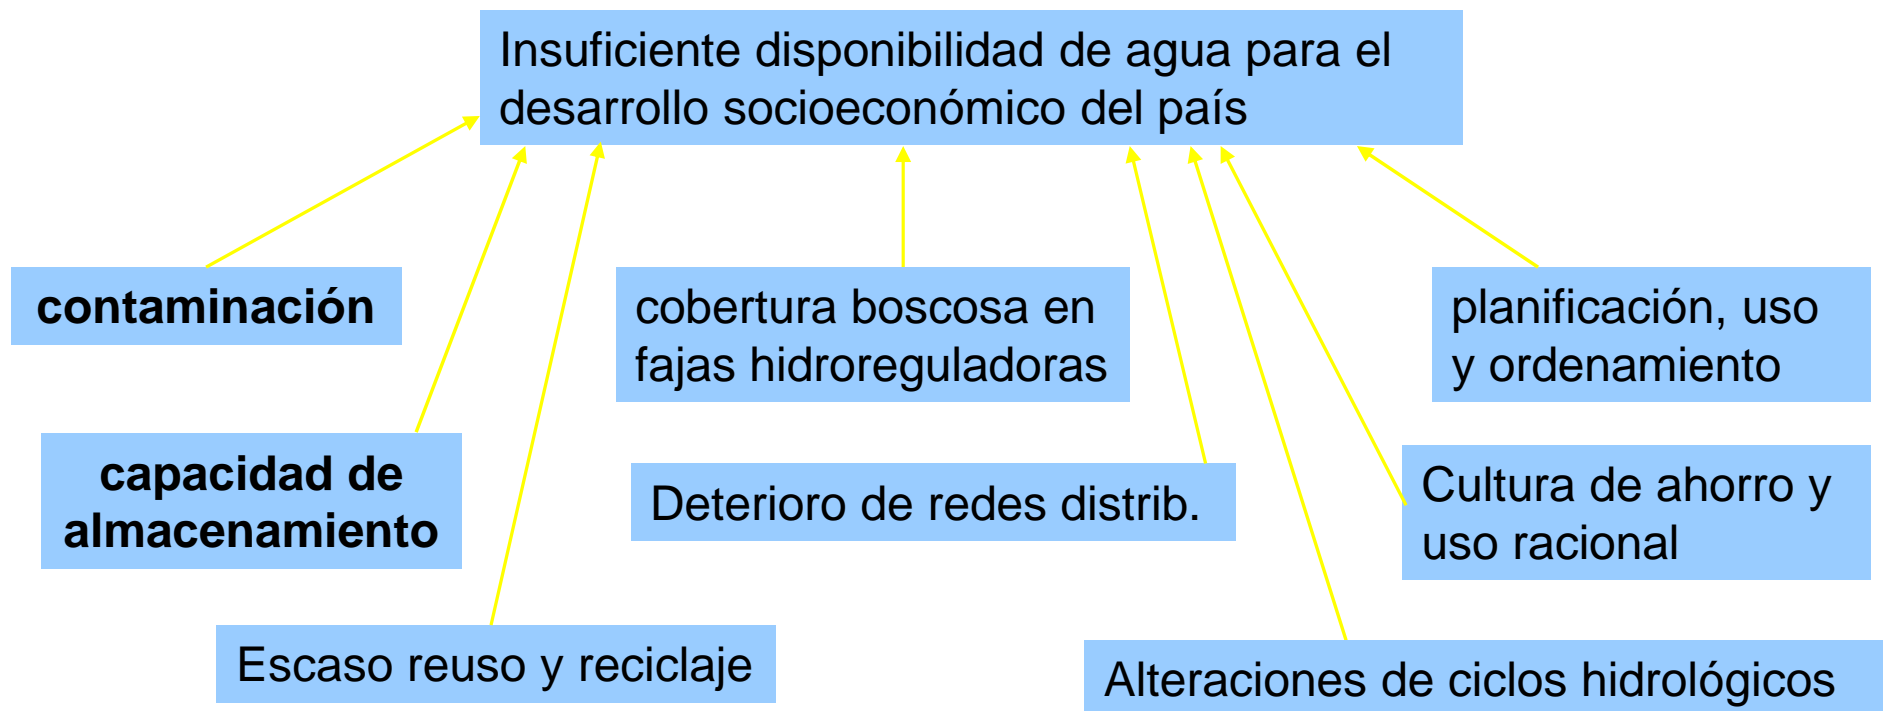 Insuficiente disponibilidad de agua para el
desarrollo socioeconómico del país
contaminación
cobertura boscosa en
fajas hidroreguladoras
planificación, uso
y ordenamiento
capacidad de
almacenamiento
Deterioro de redes distrib.
Cultura de ahorro y
uso racional
Escaso reuso y reciclaje
Alteraciones de ciclos hidrológicos